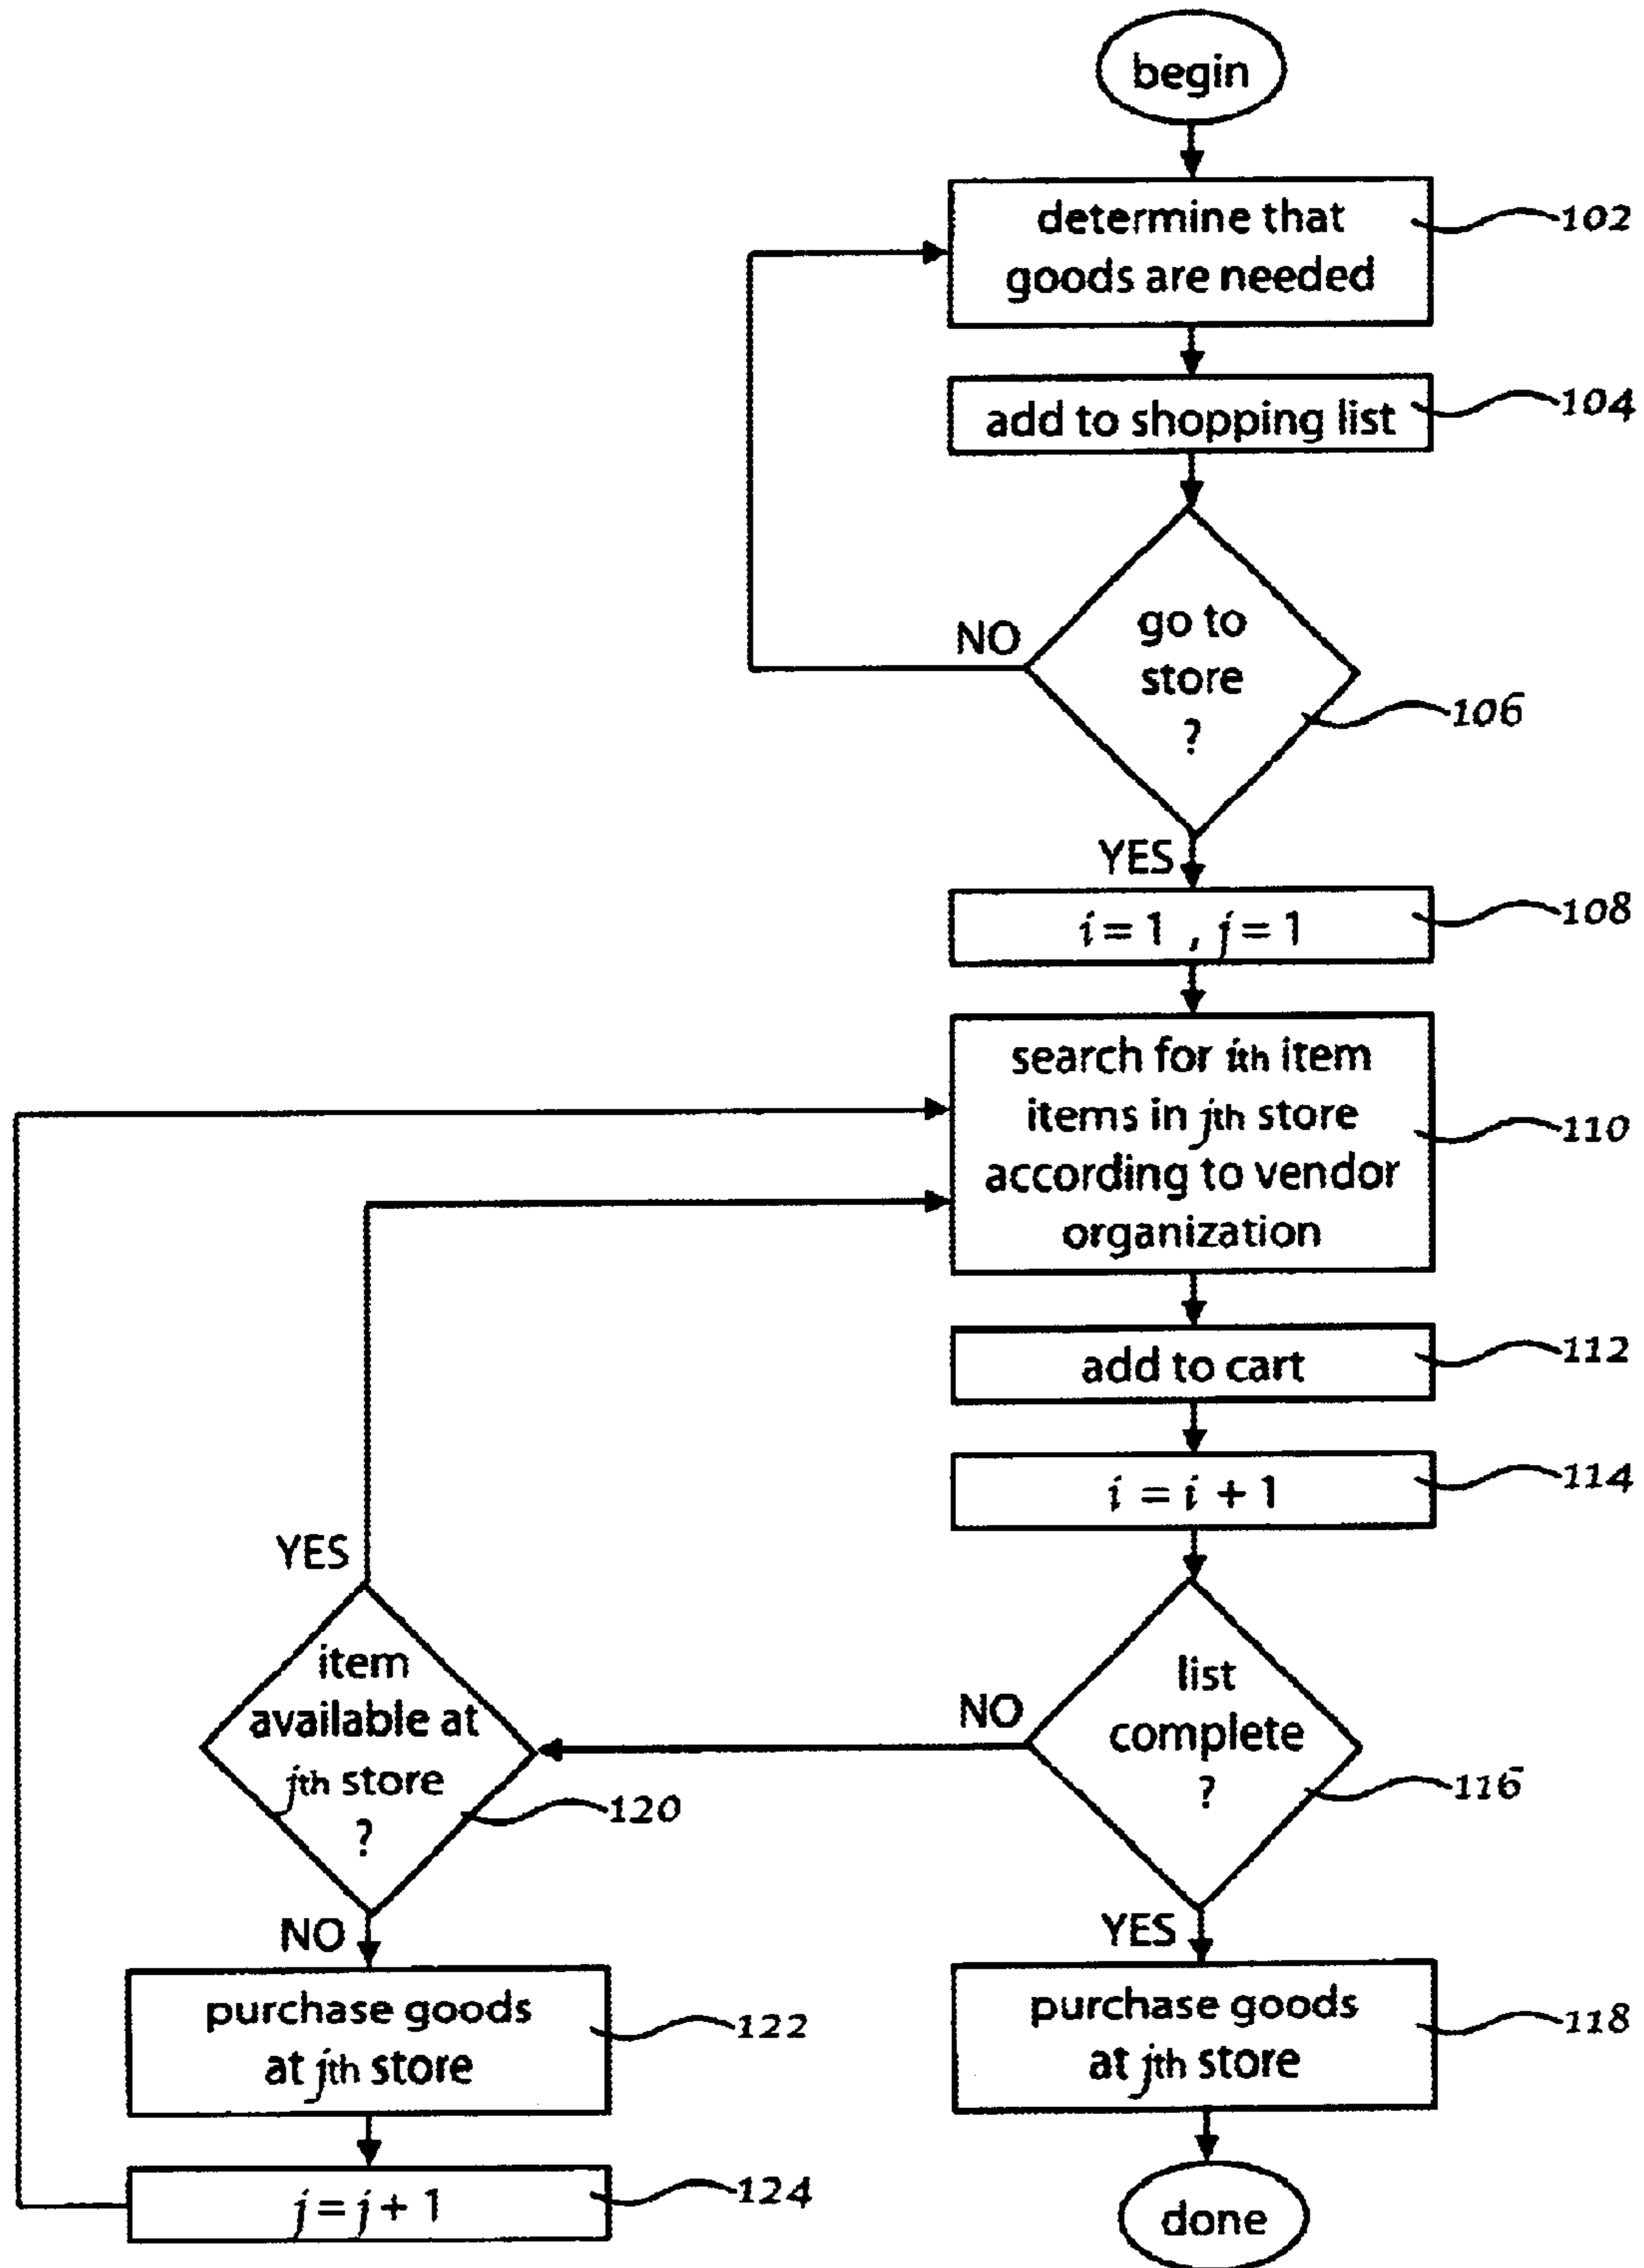 begin
determine that
goods are needed
102
add to shopping list
104
go to
store
?
106
NO
YES
i = 1 , j = 1
108
search for ith item
items in jth store
according to vendor
organization
110
add to cart
112
i = i + 1
114
list
complete
?
116
NO
YES
item
available at
jth store
?
120
YES
NO
purchase goods
at jth store
122
purchase goods
at jth store
118
j = j + 1
124
done